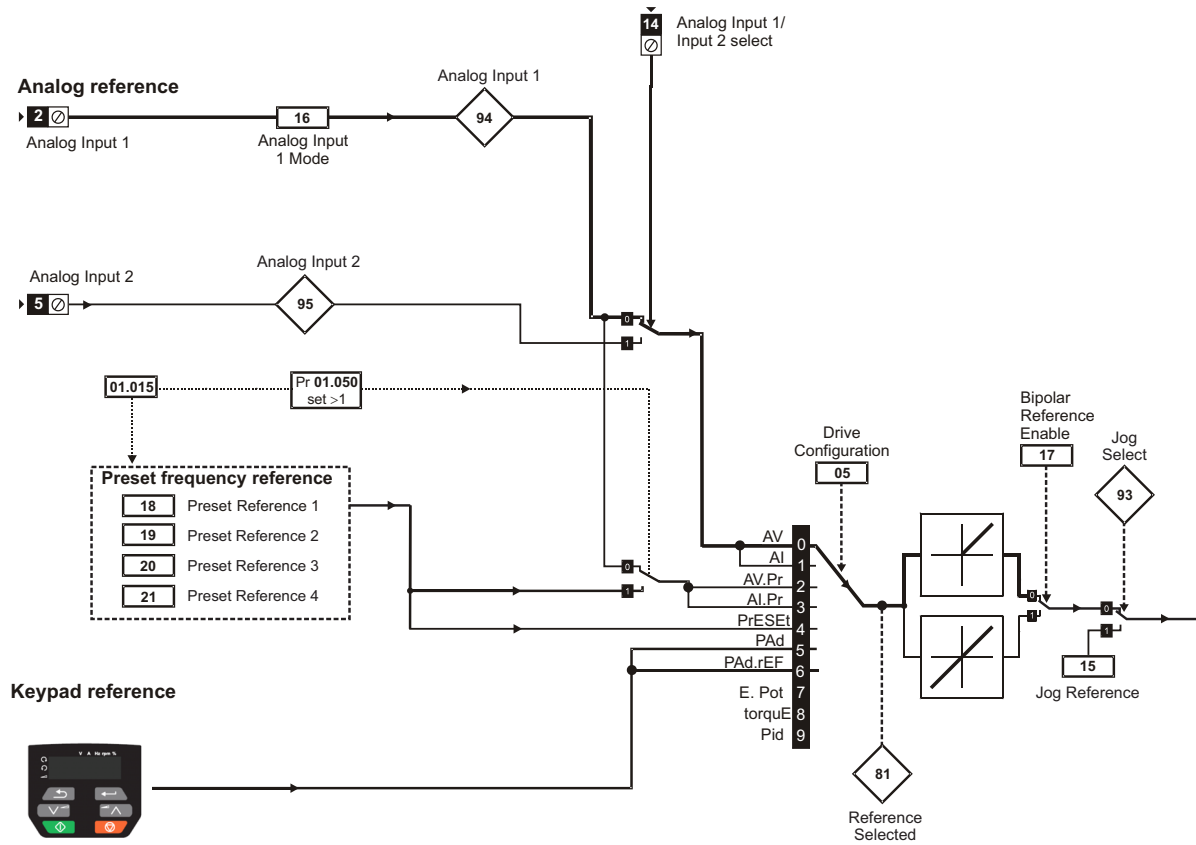 14
Analog Input 1/
Input 2 select
Analog reference
2
Analog Input 1
16
Analog Input
1 Mode
Analog Input 1
94
Analog Input 2
5
Analog Input 2
95
0
1
01.015
Pr 01.050
set >1
Preset frequency reference
18 Preset Reference 1
19 Preset Reference 2
20 Preset Reference 3
21 Preset Reference 4
0
1
AV 0
AI 1
AV.Pr 2
AI.Pr 3
PrESEt 4
PAd 5
PAd.rEF 6
E. Pot 7
torquE 8
Pid 9
Drive
Configuration
05
81
Reference
Selected
Bipolar
Reference
Enable
17
0
1
Jog
Select
93
0
1
15
Jog Reference
Keypad reference
V A Hz rpm %